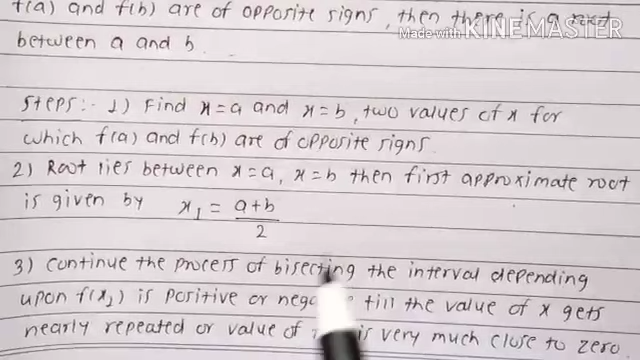 f(a) and f(b) are of opposite signs, then there is a root
Made with KINEMASTER
between a and b.
Steps:- 1) Find x=a and x=b, two values of x for
which f(a) and f(b) are of opposite signs.
2) Root lies between x=a, x=b then first approximate root
is given by x₁ = a+b
2
3) Continue the process of bisecting the interval depending
upon f(x₁) is positive or till the value of x gets
nearly repeated or value of is very much close to zero